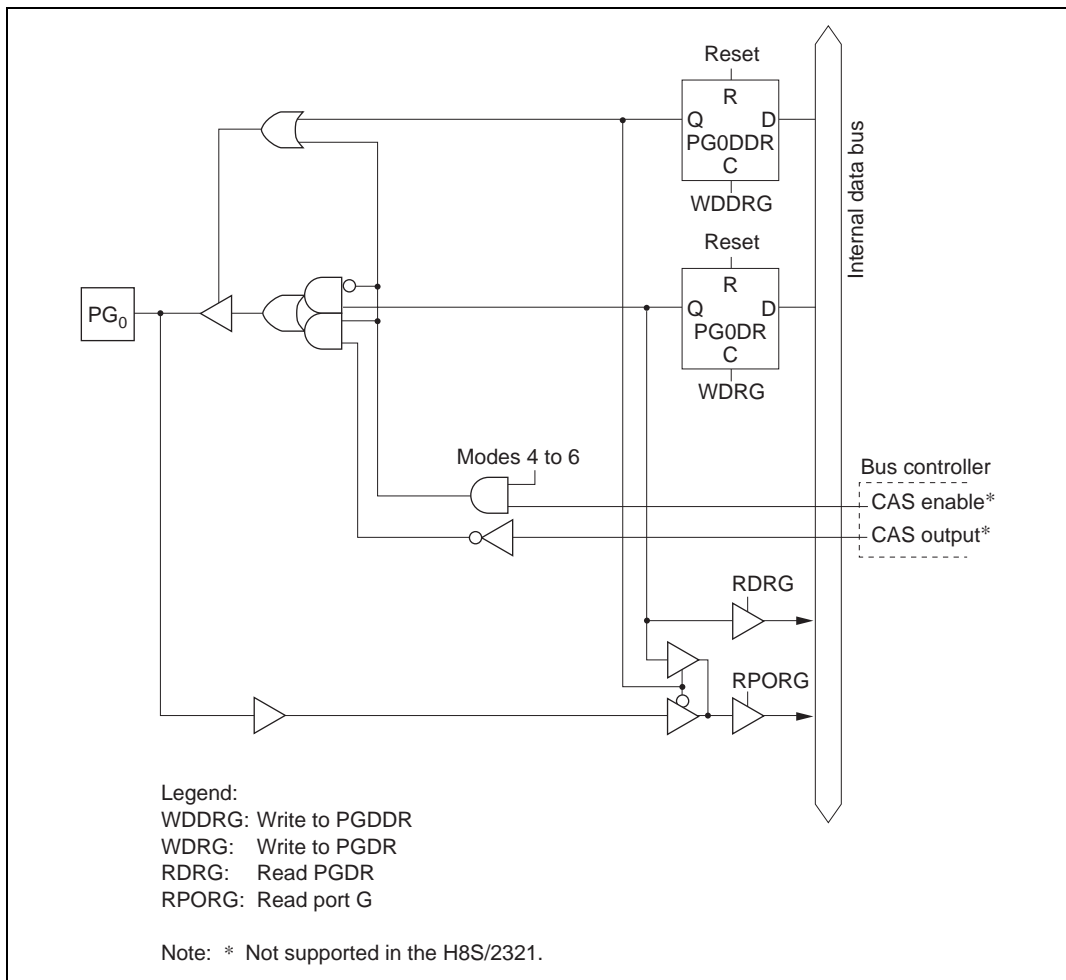 Reset
R
Q D
PG0DDR
C
WDDRG
Internal data bus
Reset
R
Q D
PG0DR
C
WDRG
PG0
Modes 4 to 6
Bus controller
CAS enable*
CAS output*
RDRG
RPORG
Legend:
WDDRG: Write to PGDDR
WDRG: Write to PGDR
RDRG: Read PGDR
RPORG: Read port G
Note: * Not supported in the H8S/2321.